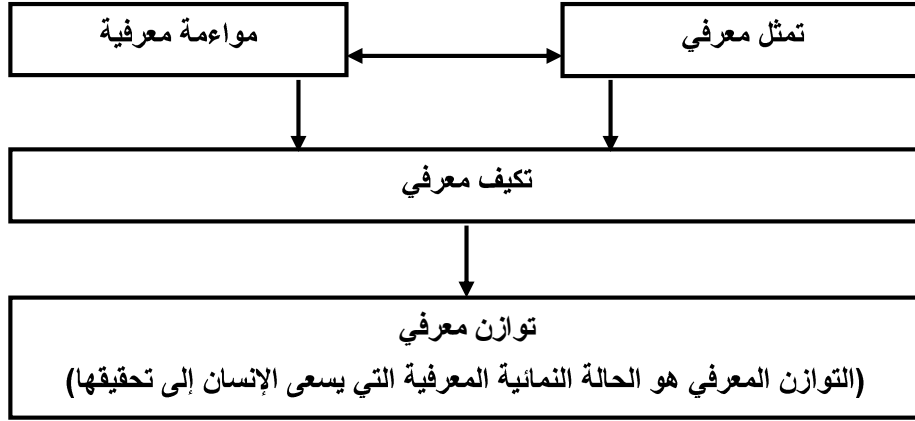 تمثل معرفي
مواءمة معرفية
تكيف معرفي
توازن معرفي
(التوازن المعرفي هو الحالة النمائية المعرفية التي يسعى الإنسان إلى تحقيقها)